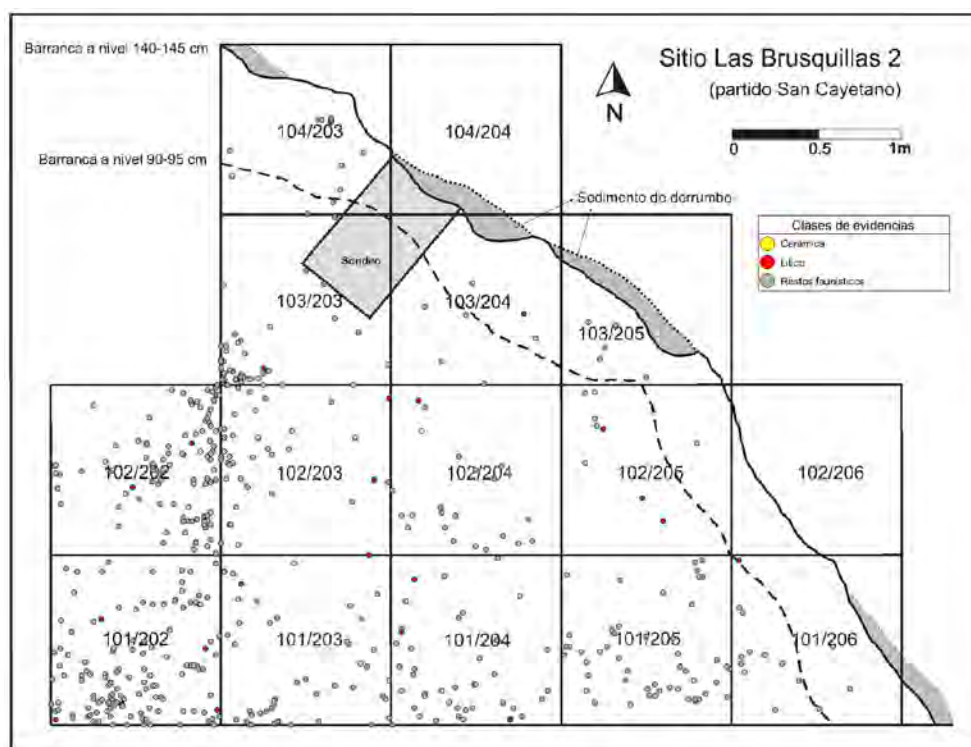 Barranca a nivel 140-145 cm
Sitio Las Brusquillas 2
(partido San Cayetano)
N
0 0.5 1m
104/203
104/204
Barranca a nivel 90-95 cm
Sedimento de derrumbe
Clases de evidencias
Cerámica
Lítico
Restos faunísticos
Sondeo
103/203
103/204
103/205
102/202
102/203
102/204
102/205
102/206
101/202
101/203
101/204
101/205
101/206